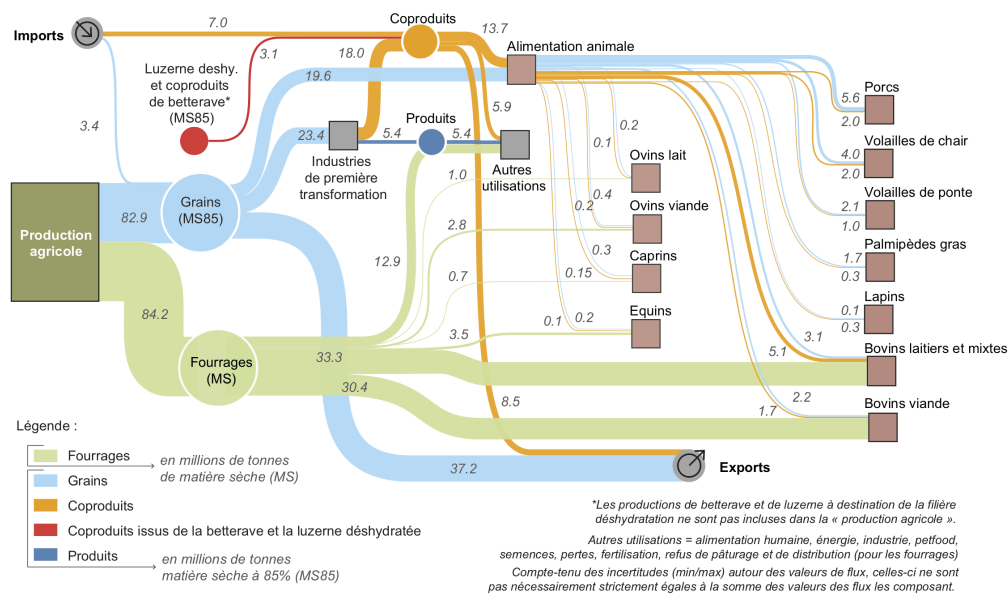 Coproduits
7.0
13.7
Imports
3.1
18.0
Alimentation animale
Luzerne deshy.
et coproduits
de betterave*
(MS85)
19.6
Porcs
5.6
2.0
Produits
5.9
3.4
23.4
5.4
5.4
0.2
0.1
Volailles de chair
4.0
2.0
Industries
de première
transformation
Autres
utilisations
Ovins lait
1.0
Volailles de ponte
2.1
1.0
Grains
(MS85)
82.9
0.4
0.2
Ovins viande
2.8
Production
agricole
Palmipèdes gras
1.7
0.3
12.9
0.3
0.15
Caprins
0.7
Lapins
0.1
0.3
84.2
0.1
0.2
Equins
3.5
3.1
5.1
Bovins laitiers et mixtes
33.3
Fourrages
(MS)
30.4
8.5
2.2
1.7
Bovins viande
37.2
Exports
Légende :
Fourrages
en millions de tonnes
de matière sèche (MS)
Grains
Coproduits
Coproduits issus de la betterave et la luzerne déshydratée
Produits
en millions de tonnes
matière sèche à 85% (MS85)
*Les productions de betterave et de luzerne à destination de la filière
déshydratation ne sont pas incluses dans la « production agricole ».
Autres utilisations = alimentation humaine, énergie, industrie, petfood,
semences, pertes, fertilisation, refus de pâturage et de distribution (pour les fourrages)
Compte-tenu des incertitudes (min/max) autour des valeurs de flux, celles-ci ne sont
pas nécessairement strictement égales à la somme des valeurs des flux les composant.